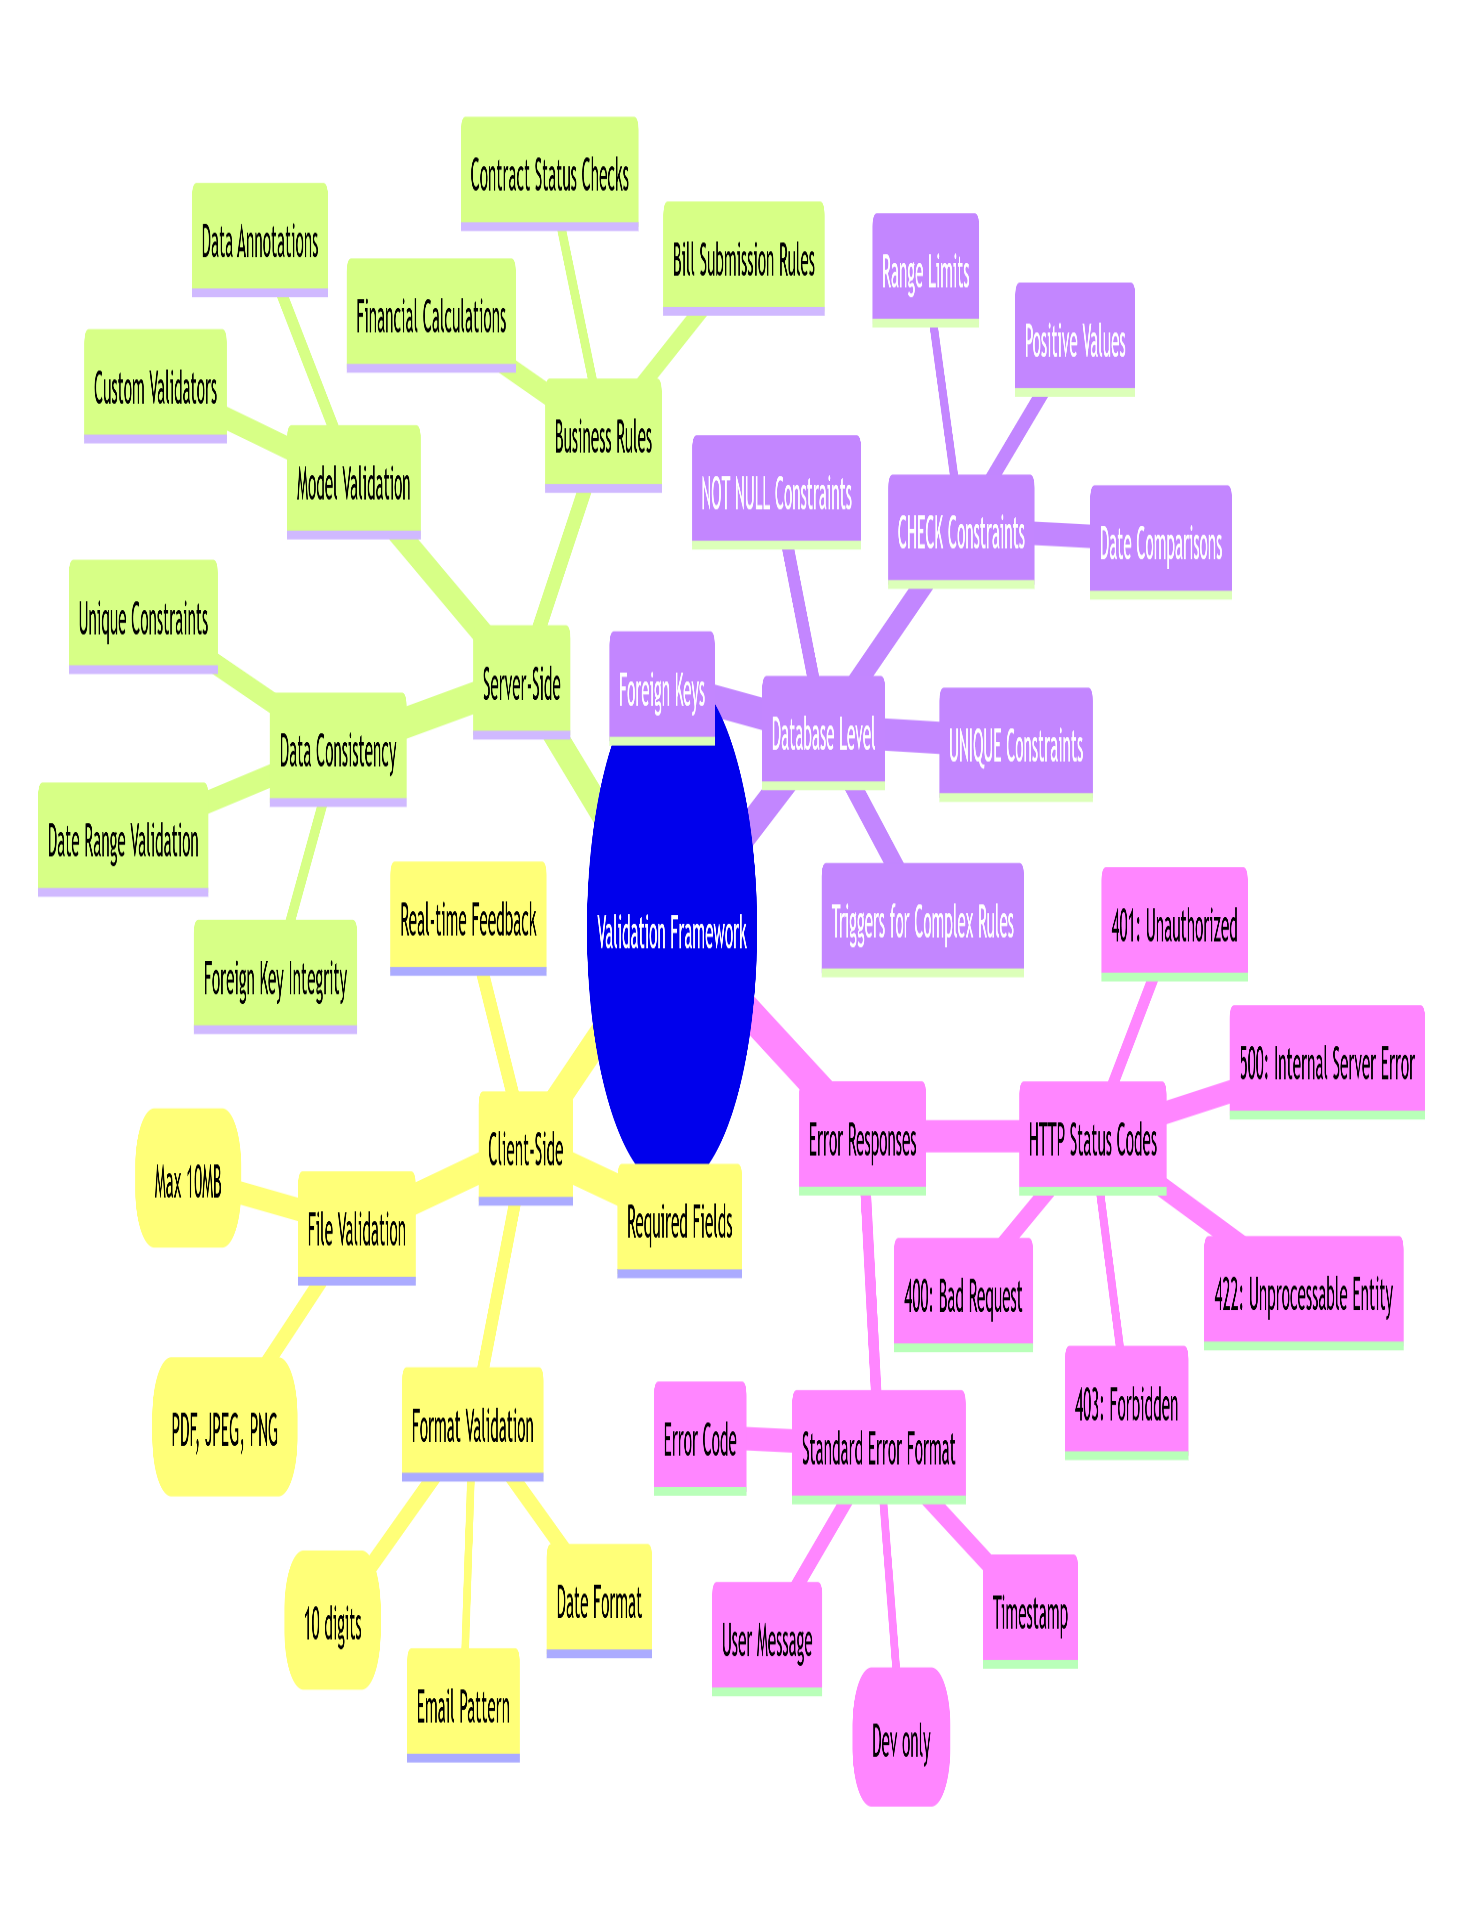 Contract Status Checks
Data Annotations
Bill Submission Rules
Range Limits
Financial Calculations
Positive Values
Custom Validators
Business Rules
Model Validation
NOT NULL Constraints
CHECK Constraints
Date Comparisons
Unique Constraints
Server-Side
Foreign Keys
Database Level
UNIQUE Constraints
Data Consistency
Date Range Validation
Real-time Feedback
Validation Framework
Triggers for Complex Rules
401: Unauthorized
Foreign Key Integrity
500: Internal Server Error
Client-Side
Error Responses
HTTP Status Codes
Max 10MB
File Validation
Required Fields
400: Bad Request
422: Unprocessable Entity
403: Forbidden
PDF, JPEG, PNG
Format Validation
Error Code
Standard Error Format
10 digits
Date Format
User Message
Timestamp
Email Pattern
Dev only